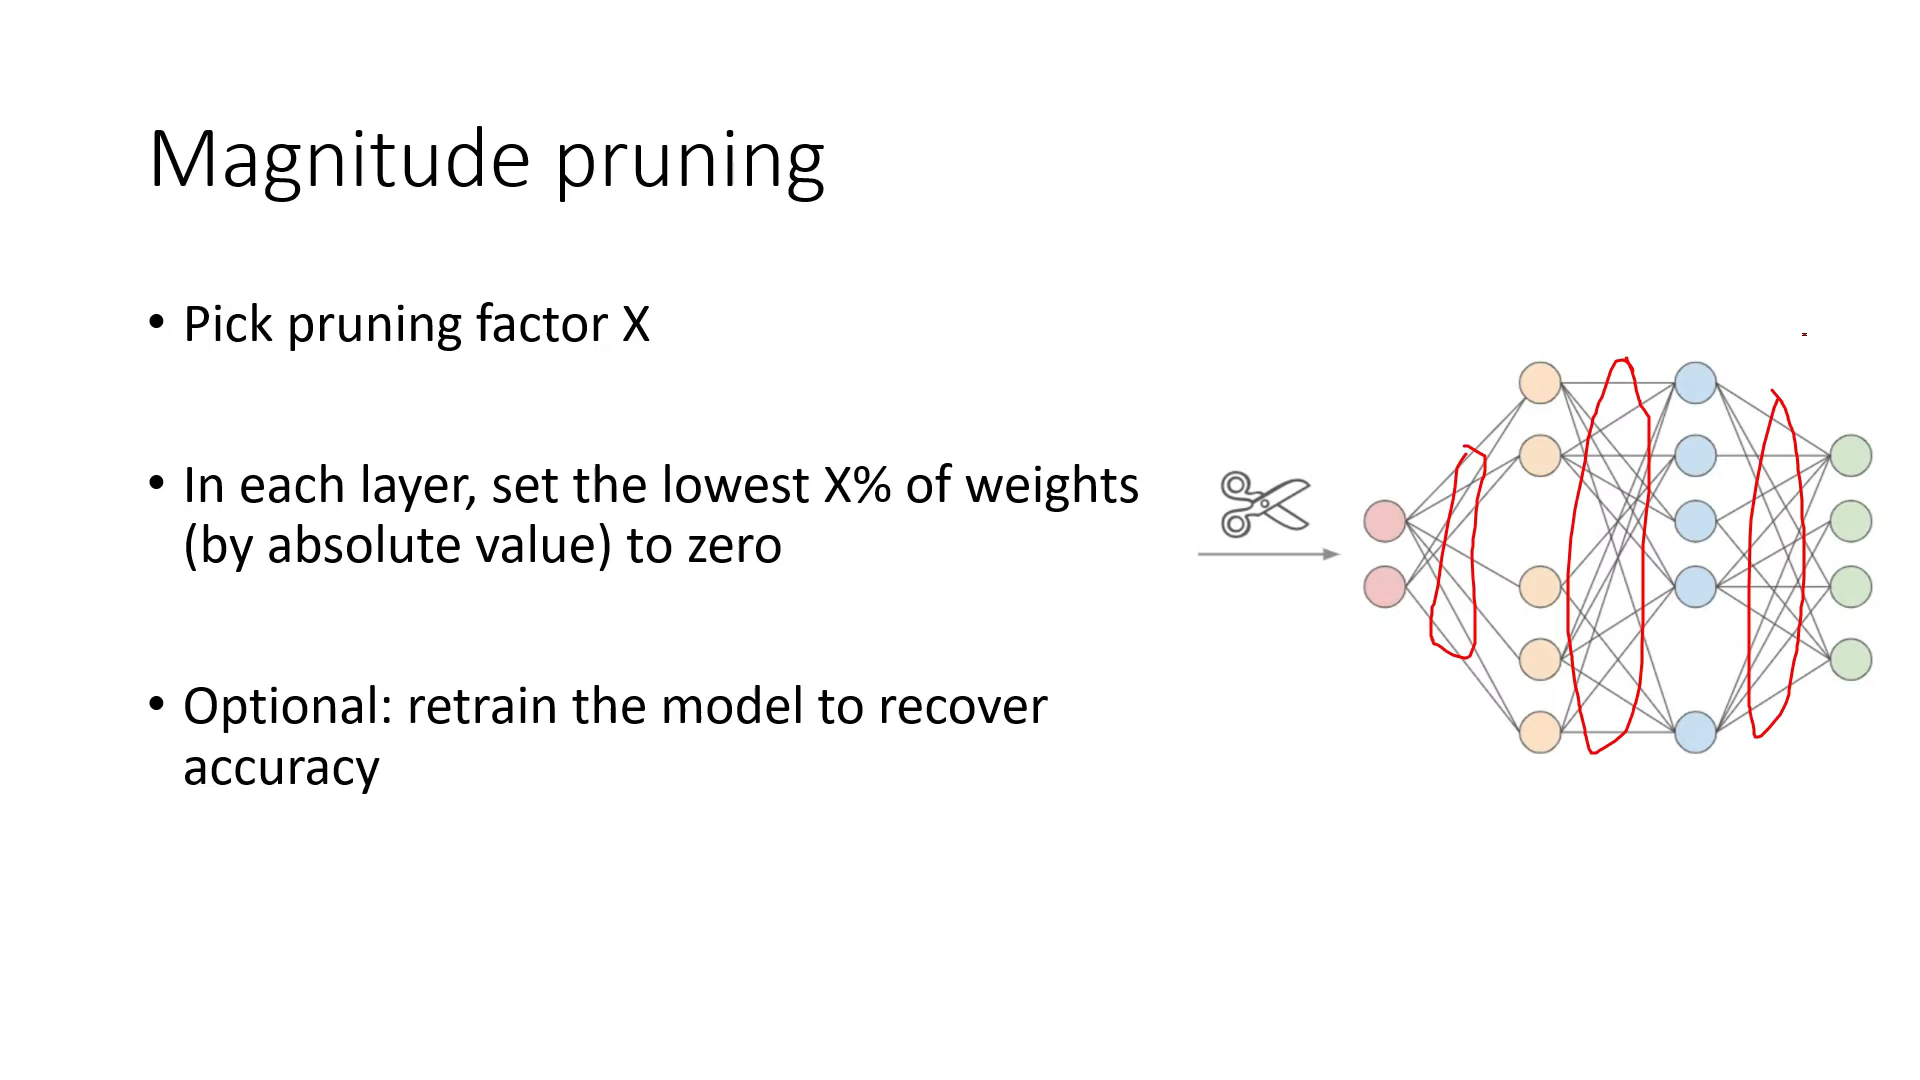 Magnitude pruning
• Pick pruning factor X
• In each layer, set the lowest X% of weights
(by absolute value) to zero
• Optional: retrain the model to recover
accuracy